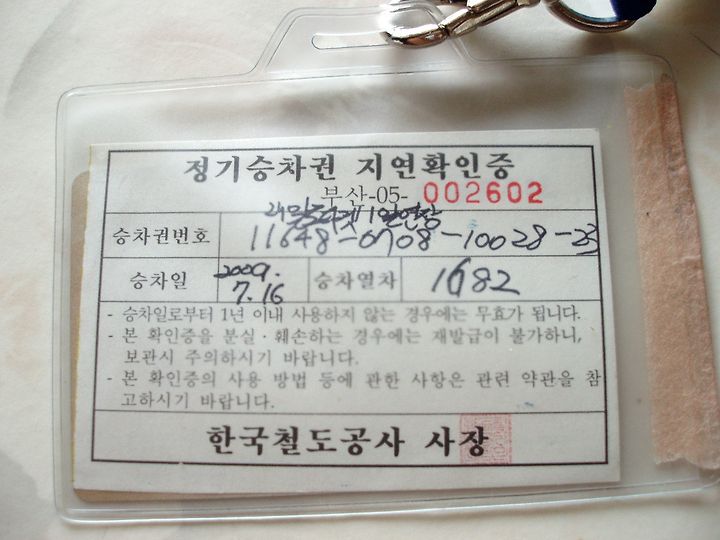 정기승차권 지연확인증
부산-05- 002602
1일연장
승차권번호 11648-0708-10028-23
승차일 2009. 7.16 승차열차 1682
- 승차일로부터 1년 이내 사용하지 않는 경우에는 무효가 됩니다.
- 본 확인증을 분실·훼손하는 경우에는 재발급이 불가하니,
보관시 주의하시기 바랍니다.
- 본 확인증의 사용 방법 등에 관한 사항은 관련 약관을 참
고하시기 바랍니다.
한국철도공사 사장